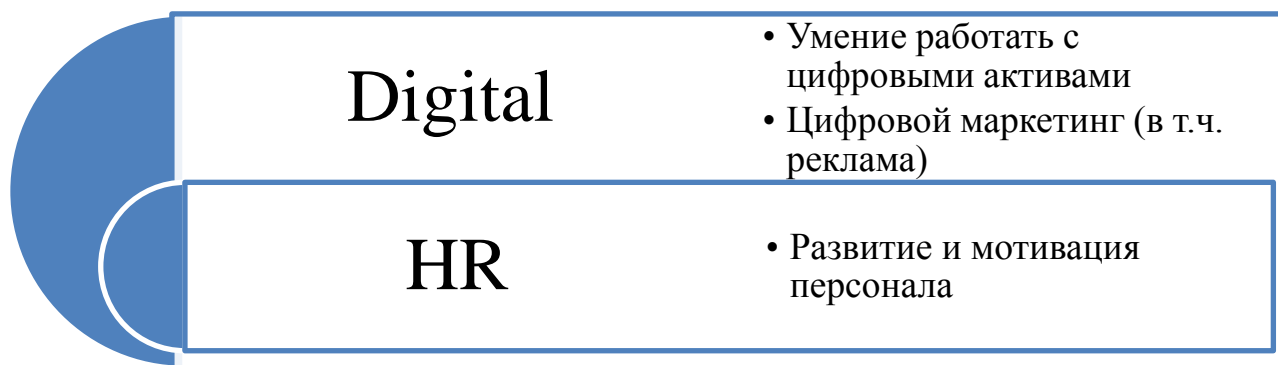 Digital
• Умение работать с
цифровыми активами
• Цифровой маркетинг (в т.ч.
реклама)
HR
• Развитие и мотивация
персонала